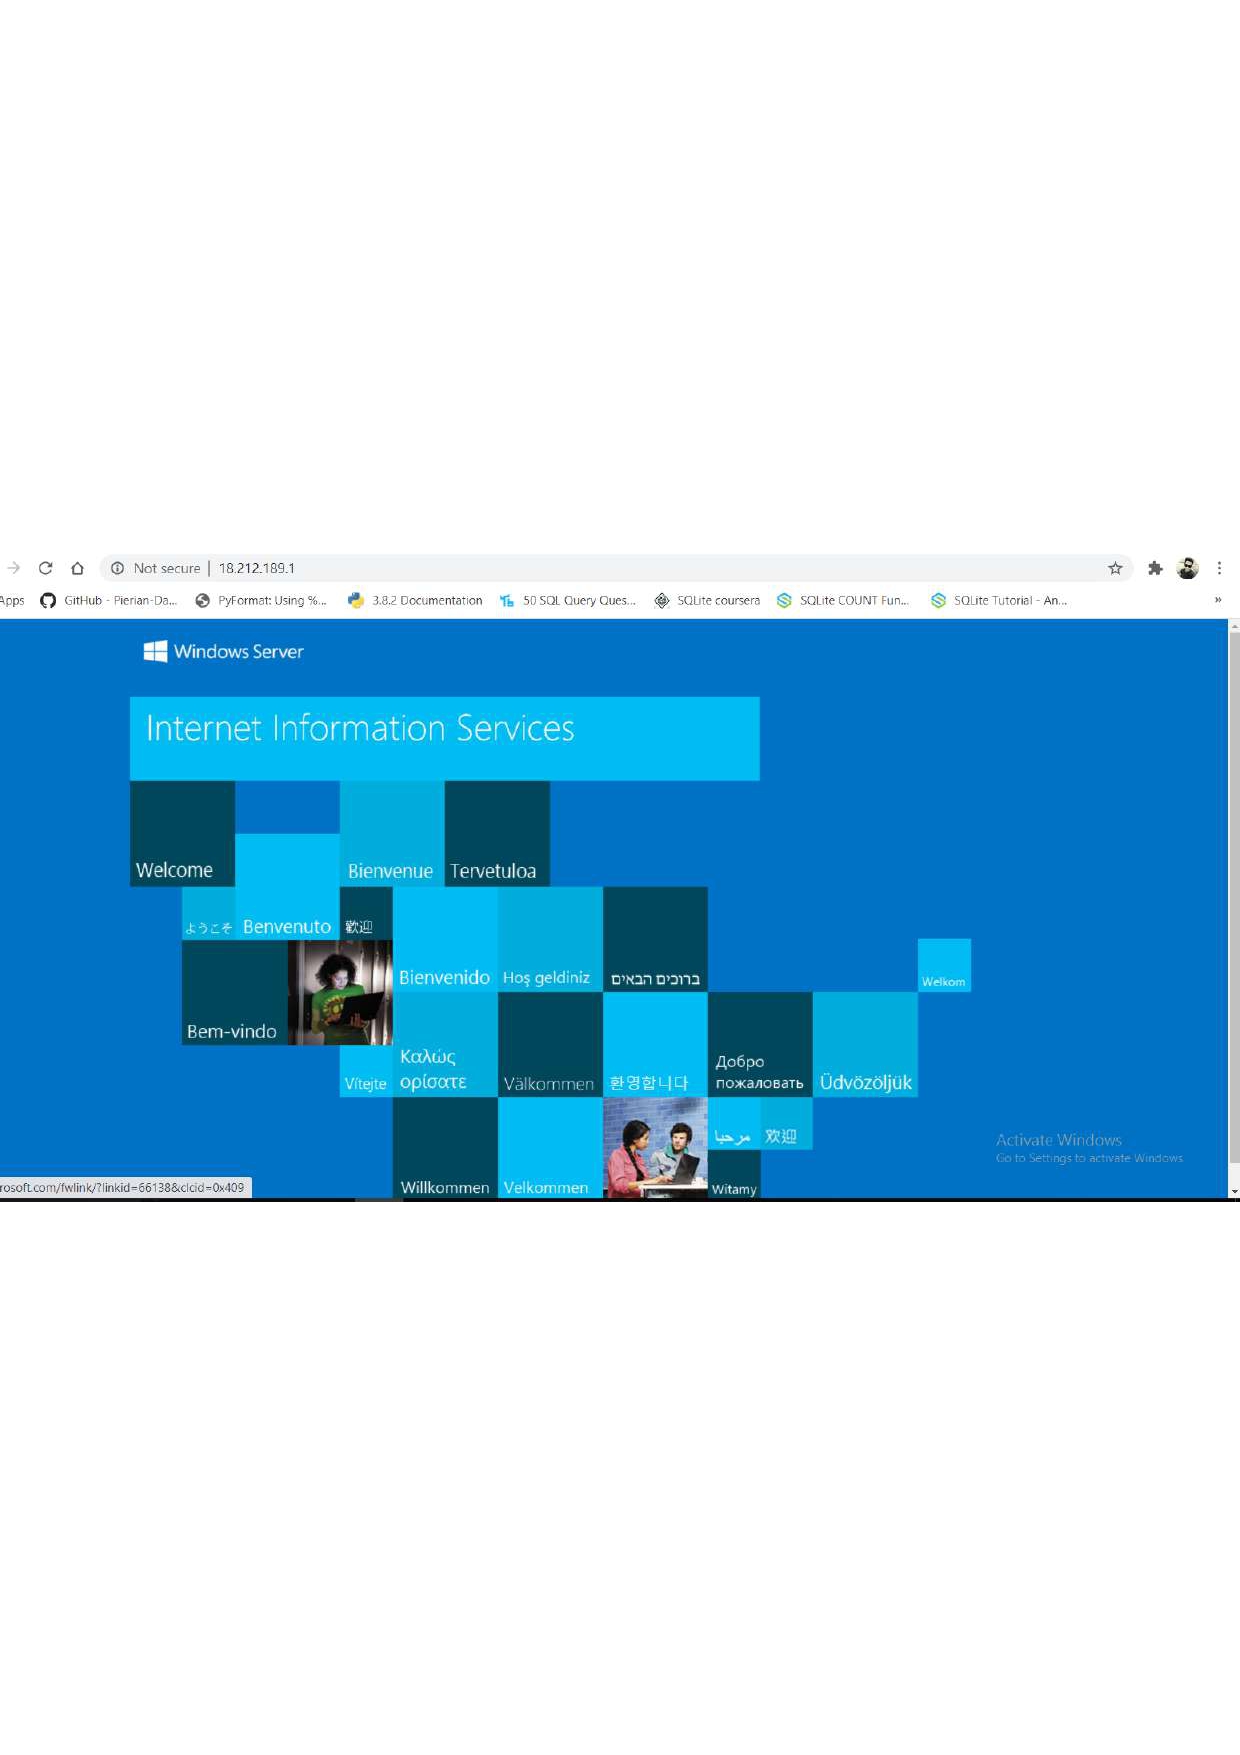 Not secure | 18.212.189.1
Apps GitHub - Pierian-Da... PyFormat: Using %... 3.8.2 Documentation 50 SQL Query Ques... SQLite coursera SQLite COUNT Fun... SQLite Tutorial - An... »
Windows Server
Internet Information Services
Welcome
Bienvenue
Tervetuloa
ようこそ
Benvenuto
歡迎
Bienvenido
Hoş geldiniz
ברוכים הבאים
Welkom
Bem-vindo
Vítejte
Καλώς
ορίσατε
Välkommen
환영합니다
Добро
пожаловать
Üdvözöljük
مرحبا
欢迎
Activate Windows
Go to Settings to activate Windows.
rosoft.com/fwlink/?linkid=66138&clcid=0x409
Willkommen
Velkommen
Witamy